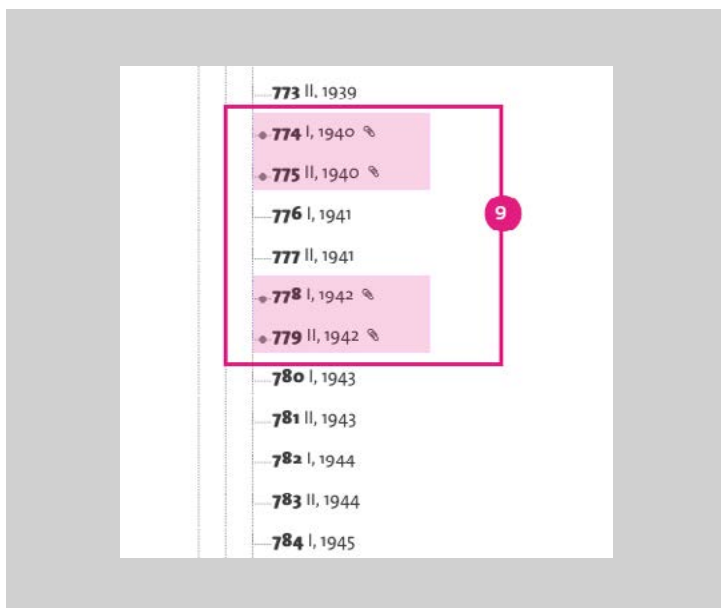 773 II, 1939
774 I, 1940
775 II, 1940
776 I, 1941
9
777 II, 1941
778 I, 1942
779 II, 1942
780 I, 1943
781 II, 1943
782 I, 1944
783 II, 1944
784 I, 1945